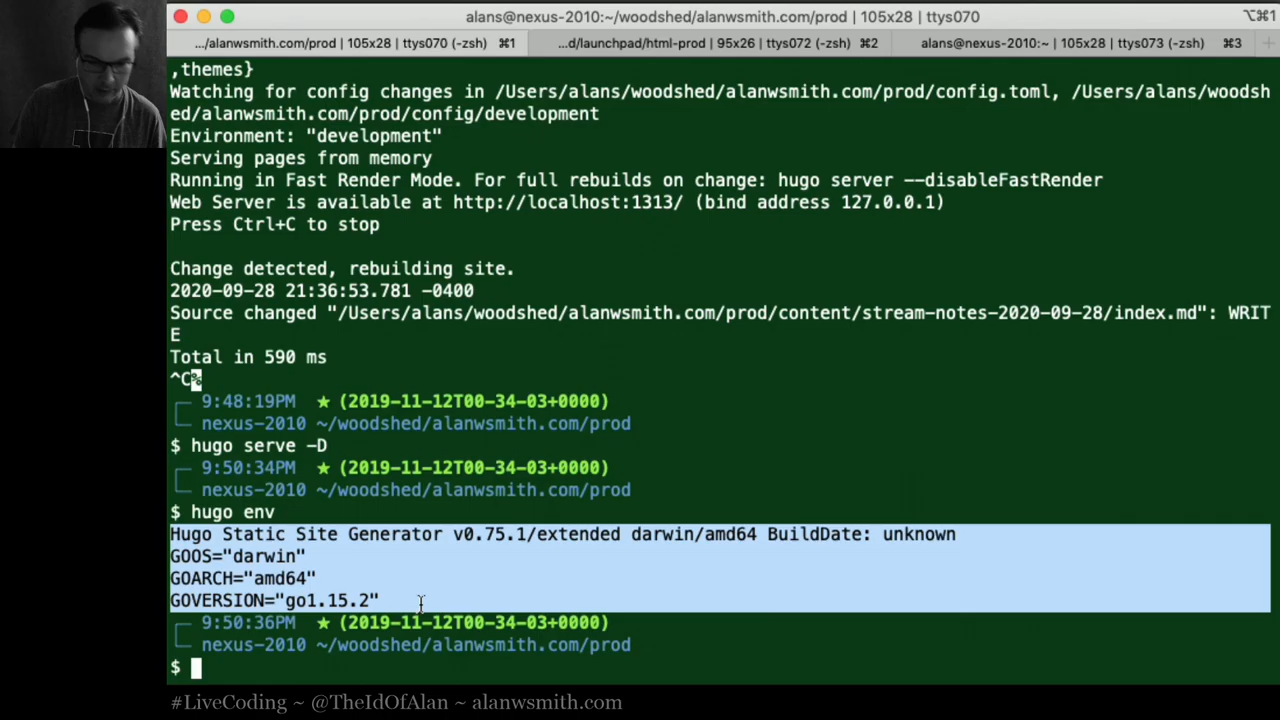 alans@nexus-2010:~/woodshed/alanwsmith.com/prod | 105x28 | ttys070
⌥⌘1
.../alanwsmith.com/prod | 105x28 | ttys070 (-zsh) ⌘1
...d/launchpad/html-prod | 95x26 | ttys072 (-zsh) ⌘2
alans@nexus-2010:~ | 105x28 | ttys073 (-zsh) ⌘3
,themes}
Watching for config changes in /Users/alans/woodshed/alanwsmith.com/prod/config.toml, /Users/alans/woodsh
ed/alanwsmith.com/prod/config/development
Environment: "development"
Serving pages from memory
Running in Fast Render Mode. For full rebuilds on change: hugo server --disableFastRender
Web Server is available at http://localhost:1313/ (bind address 127.0.0.1)
Press Ctrl+C to stop
Change detected, rebuilding site.
2020-09-28 21:36:53.781 -0400
Source changed "/Users/alans/woodshed/alanwsmith.com/prod/content/stream-notes-2020-09-28/index.md": WRIT
E
Total in 590 ms
^C%
9:48:19PM ★ (2019-11-12T00-34-03+0000)
nexus-2010 ~/woodshed/alanwsmith.com/prod
$ hugo serve -D
9:50:34PM ★ (2019-11-12T00-34-03+0000)
nexus-2010 ~/woodshed/alanwsmith.com/prod
$ hugo env
Hugo Static Site Generator v0.75.1/extended darwin/amd64 BuildDate: unknown
GOOS="darwin"
GOARCH="amd64"
GOVERSION="go1.15.2"
9:50:36PM ★ (2019-11-12T00-34-03+0000)
nexus-2010 ~/woodshed/alanwsmith.com/prod
$
#LiveCoding ~ @TheIdOfAlan ~ alanwsmith.com